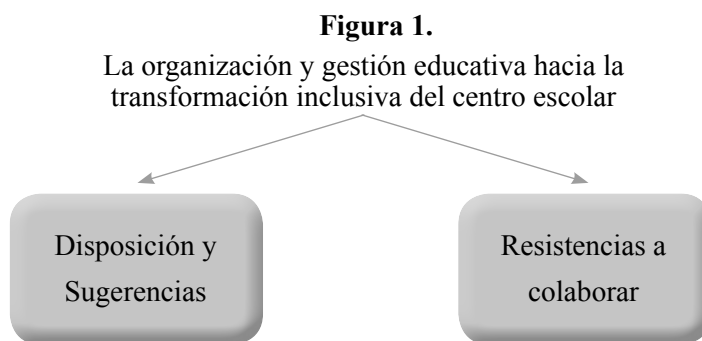 Figura 1.
La organización y gestión educativa hacia la
transformación inclusiva del centro escolar
Disposición y
Sugerencias
Resistencias a
colaborar